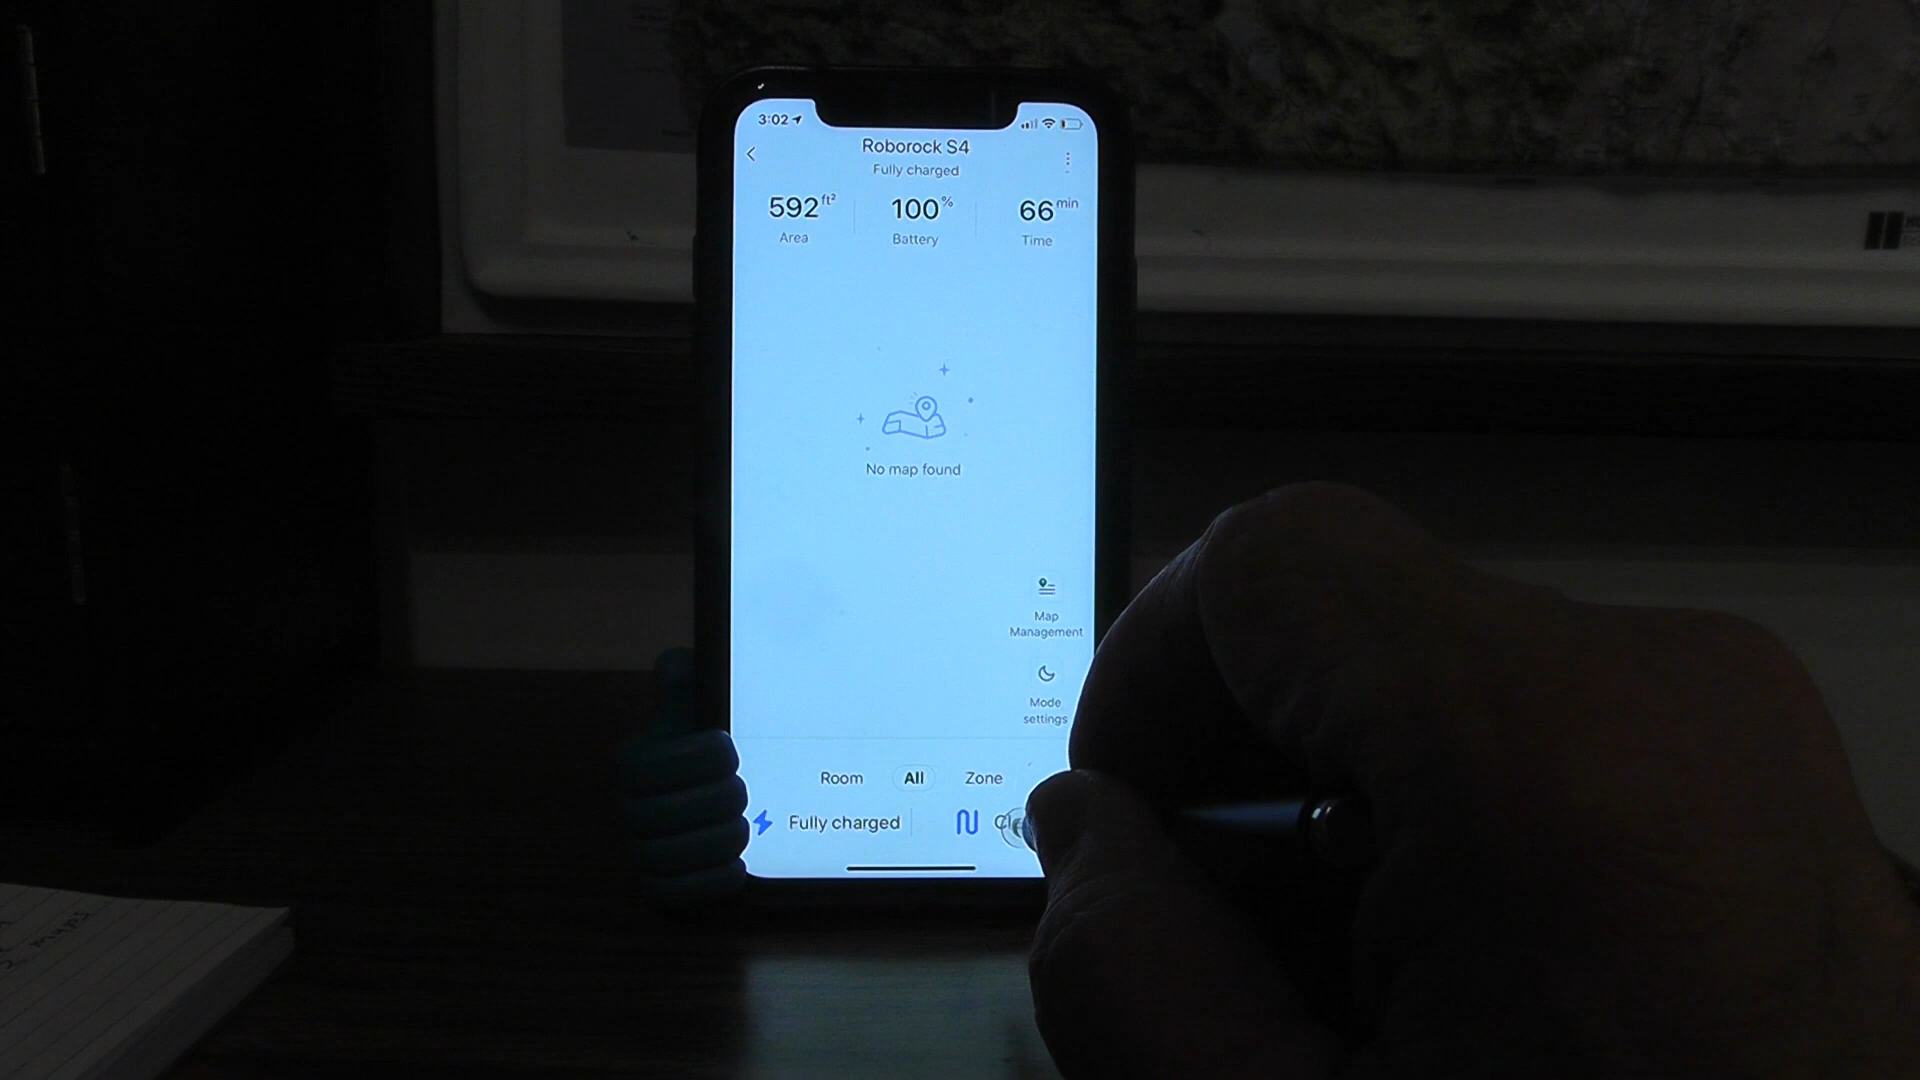 3:02
Roborock S4
Fully charged
592 ft² 100% 66 min
Area Battery Time
No map found
Map
Management
Mode
settings
Room All Zone
Fully charged